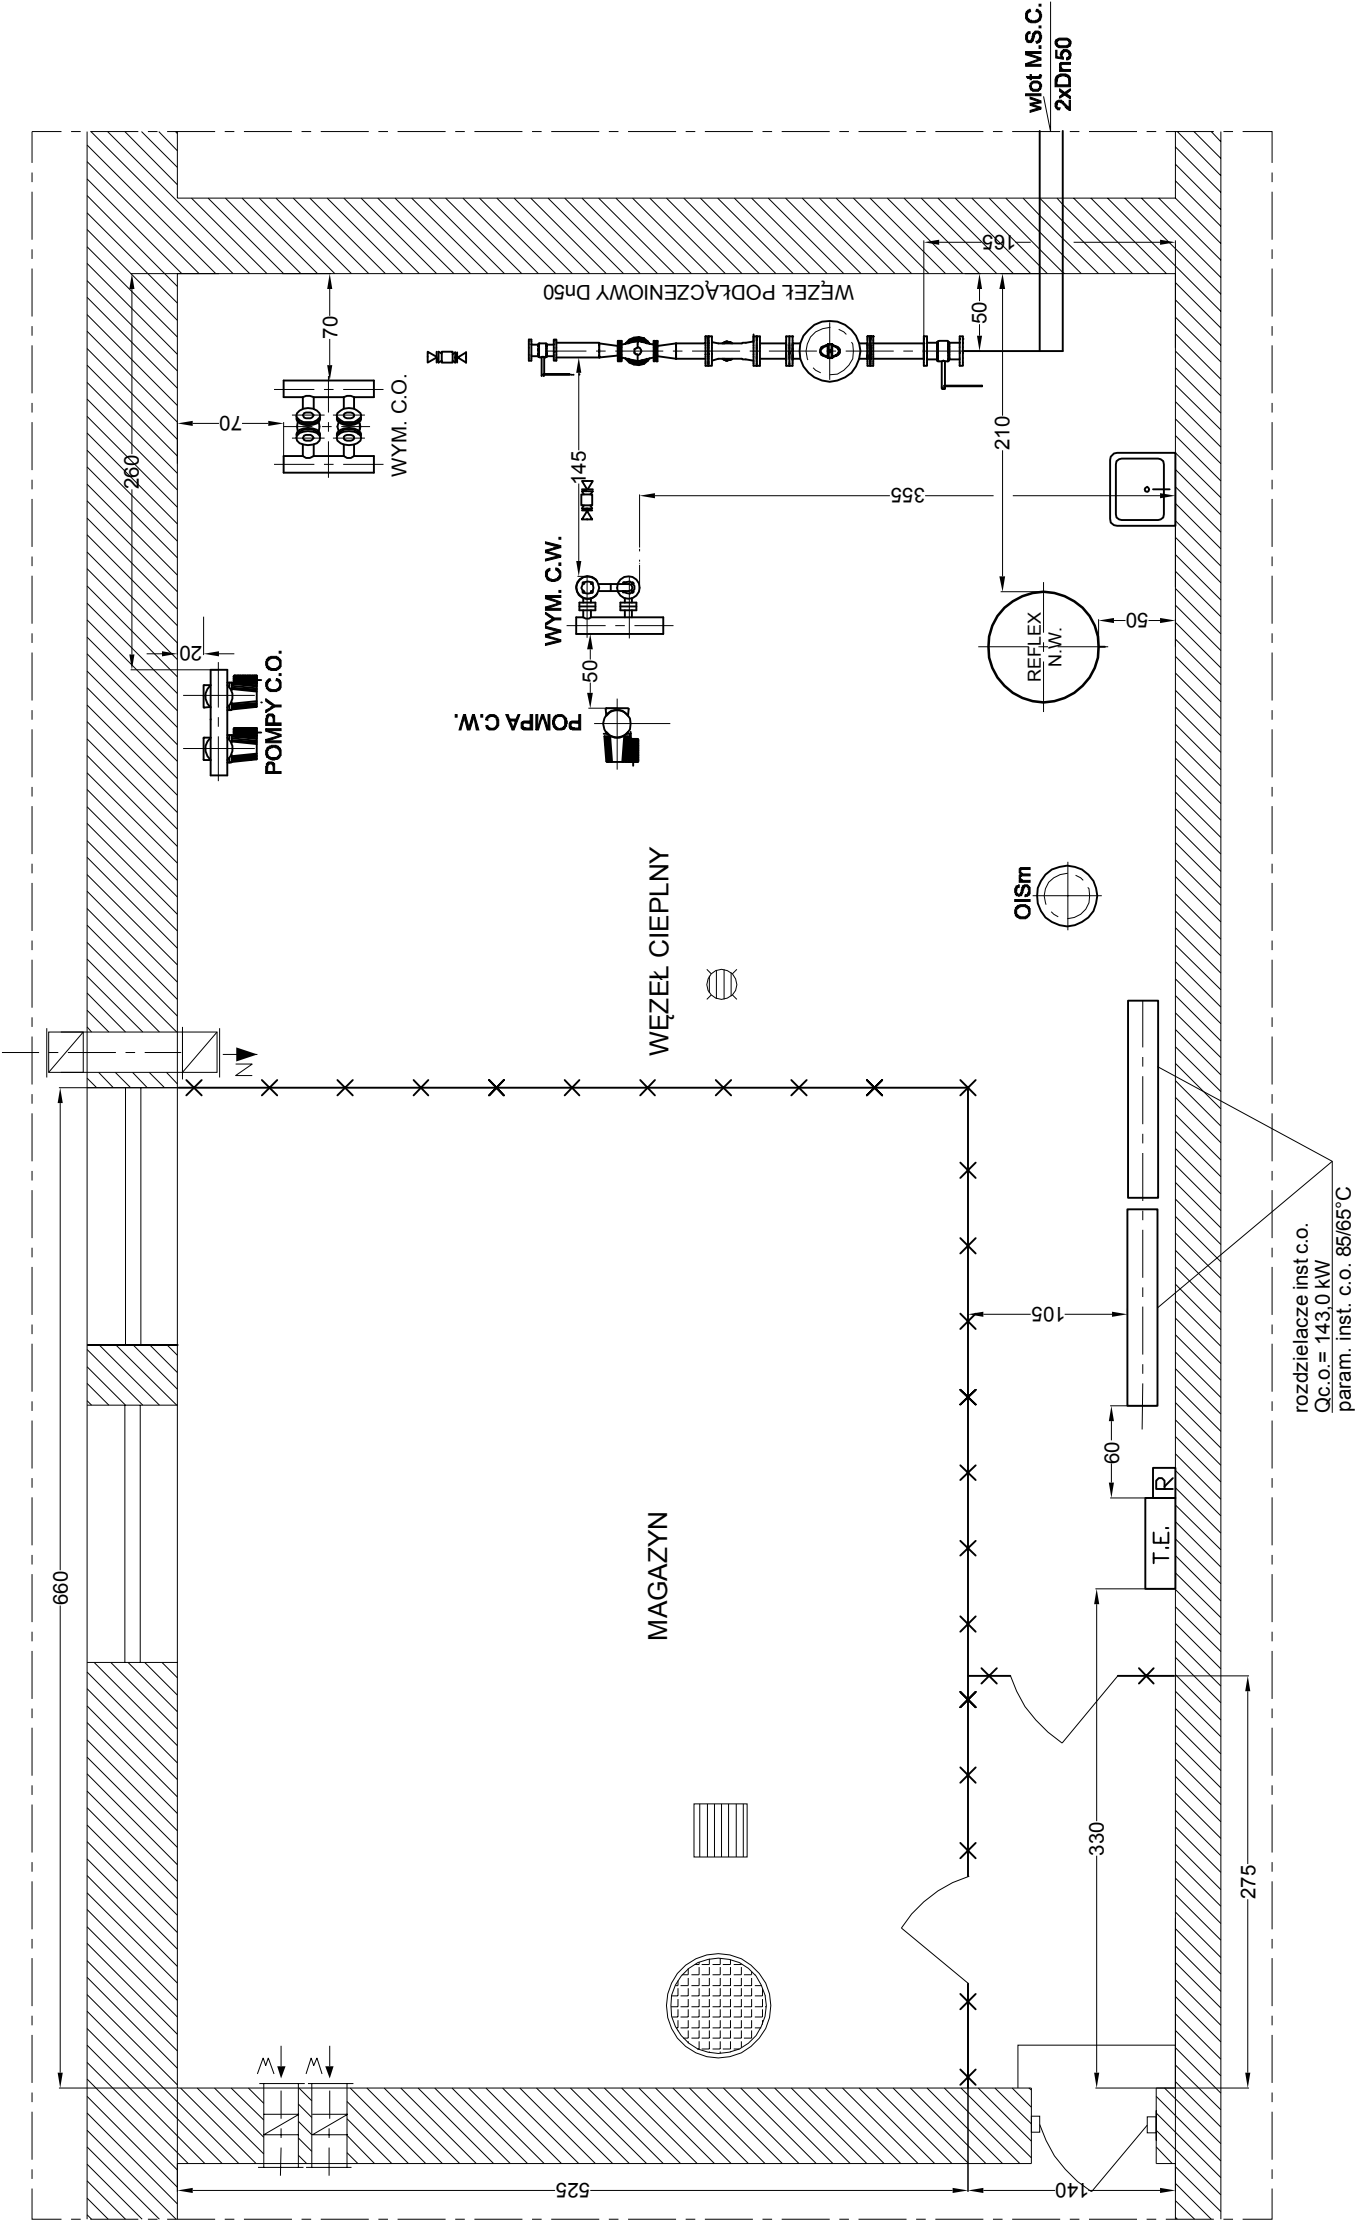 wlot M.S.C.
2xDn50
165
WĘZEŁ PODŁĄCZENIOWY Dn50
50
70
70
WYM. C.O.
260
210
145
355
WYM. C.W.
50
20
POMPY C.O.
POMPA C.W.
REFLEX
N.W.
50
OISm
WĘZEŁ CIEPLNY
N
660
105
rozdzielacze inst c.o.
Qc.o.= 143,0 kW
param. inst. c.o. 85/65°C
60
R
T.E.
MAGAZYN
330
275
W
W
525
140